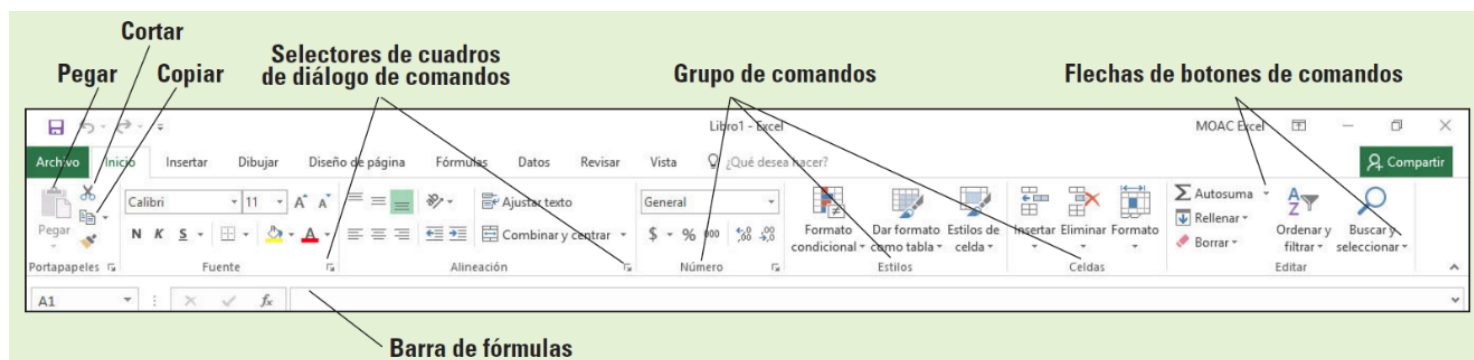 Cortar
Pegar
Copiar
Selectores de cuadros
de diálogo de comandos
Grupo de comandos
Flechas de botones de comandos
Libro1 - Excel
MOAC Excel
Archivo Inicio Insertar Dibujar Diseño de página Fórmulas Datos Revisar Vista ¿Qué desea hacer? Compartir
Calibri 11 Ajustar texto General Autosuma
Pegar N K S A Combinar y centrar $ % 000 Formato condicional Dar formato como tabla Estilos de celda Insertar Eliminar Formato Rellenar Borrar Ordenar y filtrar Buscar y seleccionar
Portapapeles Fuente Alineación Número Estilos Celdas Editar
A1 fx
Barra de fórmulas